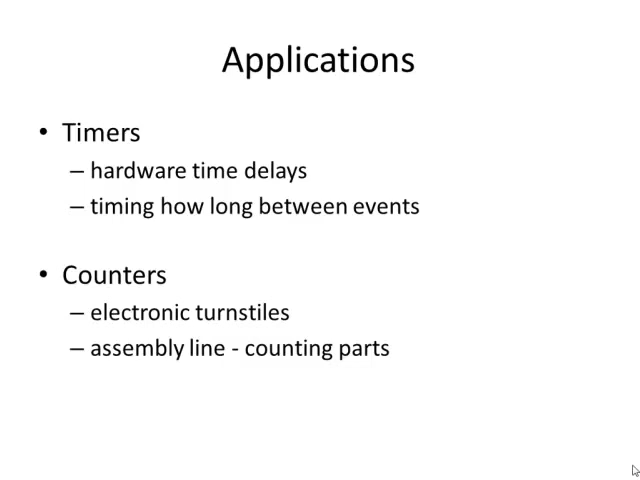 Applications
• Timers
– hardware time delays
– timing how long between events
• Counters
– electronic turnstiles
– assembly line - counting parts